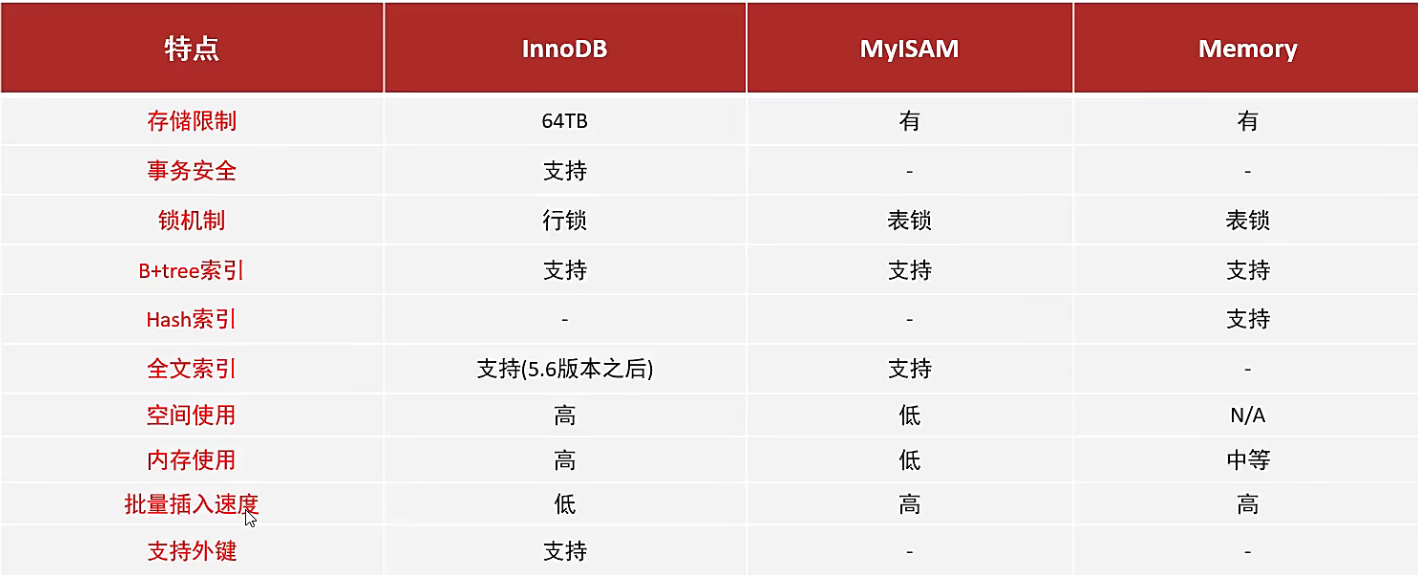 特点 InnoDB MyISAM Memory
存储限制 64TB 有 有
事务安全 支持 - -
锁机制 行锁 表锁 表锁
B+tree索引 支持 支持 支持
Hash索引 - - 支持
全文索引 支持(5.6版本之后) 支持 -
空间使用 高 低 N/A
内存使用 高 低 中等
批量插入速度 低 高 高
支持外键 支持 - -